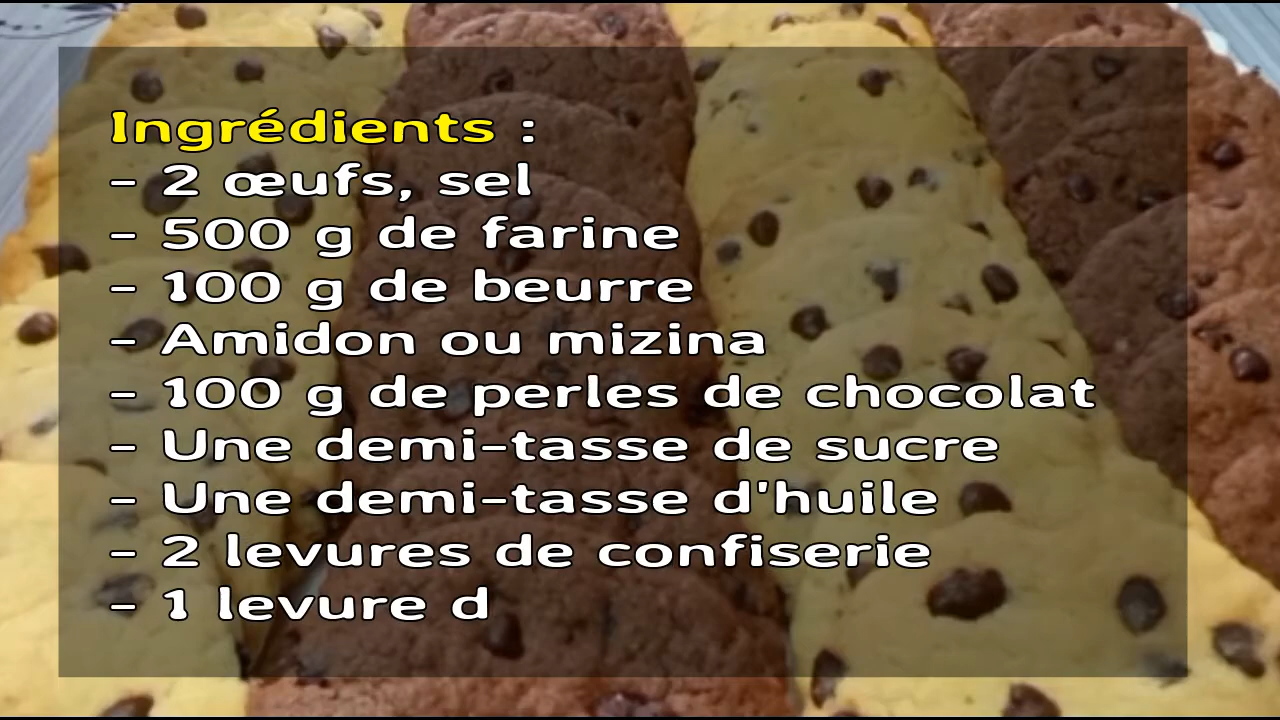 Ingrédients :
- 2 œufs, sel
- 500 g de farine
- 100 g de beurre
- Amidon ou mizina
- 100 g de perles de chocolat
- Une demi-tasse de sucre
- Une demi-tasse d'huile
- 2 levures de confiserie
- 1 levure d